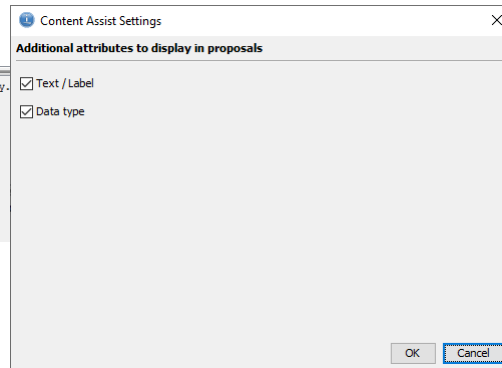 Content Assist Settings
Additional attributes to display in proposals
Text / Label
Data type
OK
Cancel